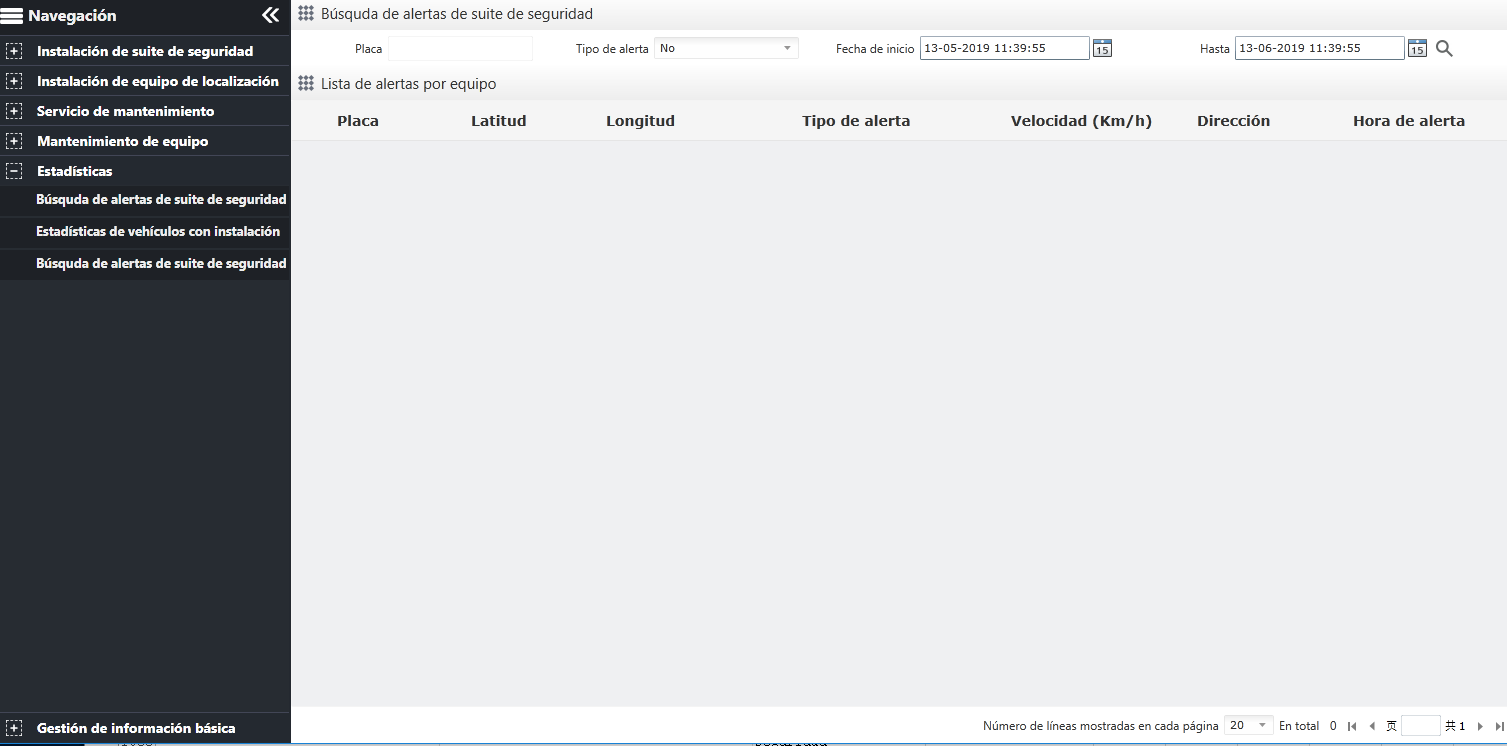 Navegación
Instalación de suite de seguridad
Instalación de equipo de localización
Servicio de mantenimiento
Mantenimiento de equipo
Estadísticas
Búsquda de alertas de suite de seguridad
Estadísticas de vehículos con instalación
Búsquda de alertas de suite de seguridad
Gestión de información básica
Búsquda de alertas de suite de seguridad
Placa Tipo de alerta No Fecha de inicio 13-05-2019 11:39:55 15 Hasta 13-06-2019 11:39:55 15
Lista de alertas por equipo
Placa Latitud Longitud Tipo de alerta Velocidad (Km/h) Dirección Hora de alerta
Número de líneas mostradas en cada página 20 En total 0 页 共 1